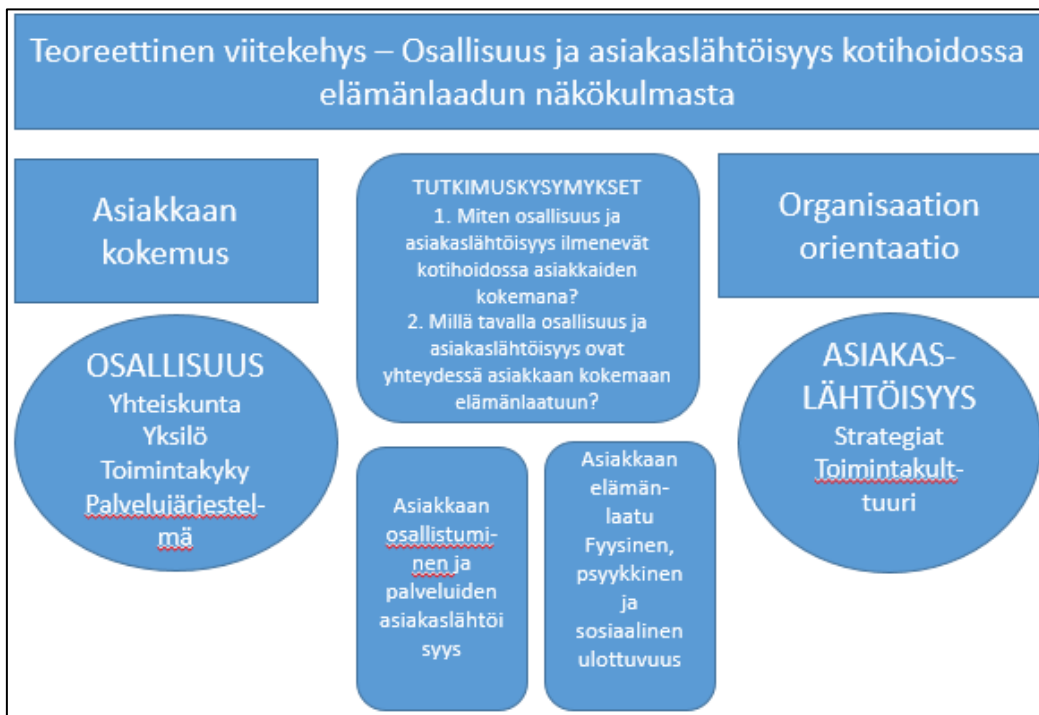 Teoreettinen viitekehys – Osallisuus ja asiakaslähtöisyys kotihoidossa
elämänlaadun näkökulmasta
Asiakkaan
kokemus
TUTKIMUSKYSYMYKSET
1. Miten osallisuus ja
asiakaslähtöisyys ilmenevät
kotihoidossa asiakkaiden
kokemana?
2. Millä tavalla osallisuus ja
asiakaslähtöisyys ovat
yhteydessä asiakkaan kokemaan
elämänlaatuun?
Organisaation
orientaatio
OSALLISUUS
Yhteiskunta
Yksilö
Toimintakyky
Palvelujärjestel-
mä
Asiakkaan
osallistumi-
nen ja
palveluiden
asiakaslähtöi
syys
Asiakkaan
elämän-
laatu
Fyysinen,
psyykkinen
ja
sosiaalinen
ulottuvuus
ASIAKAS-
LÄHTÖISYYS
Strategiat
Toimintakult-
tuuri